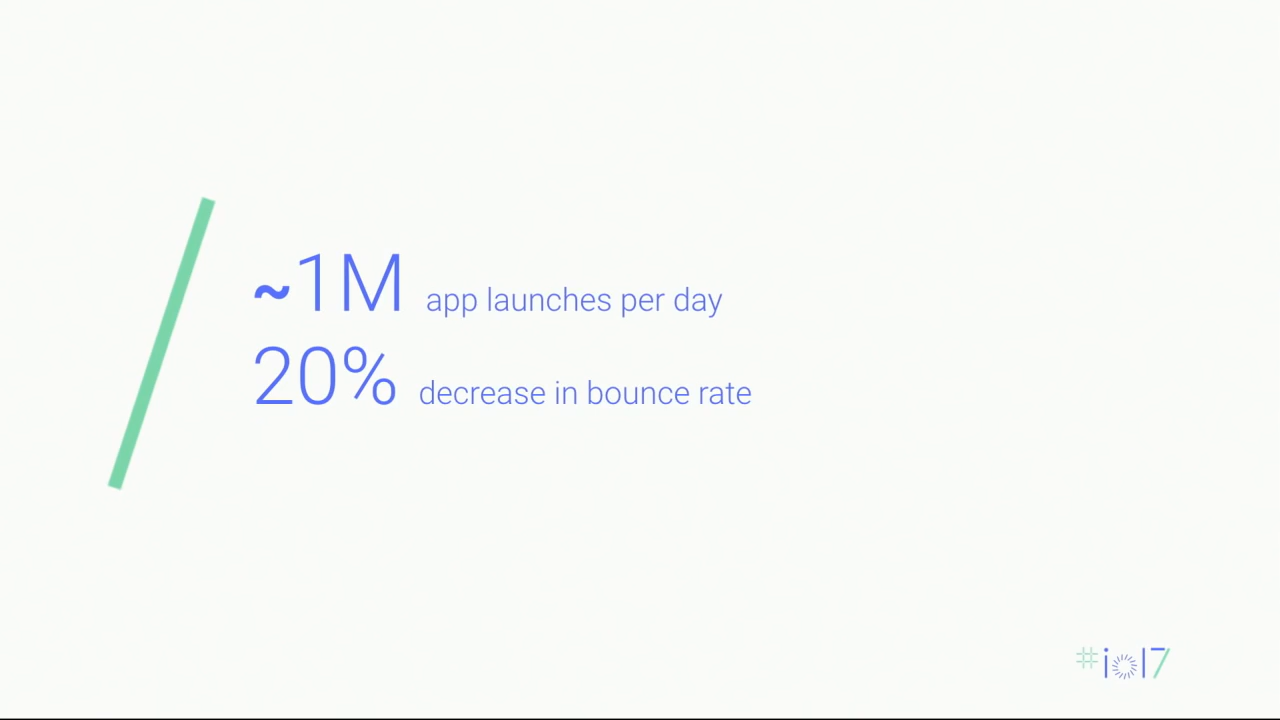 ~1M app launches per day
20% decrease in bounce rate
#io17